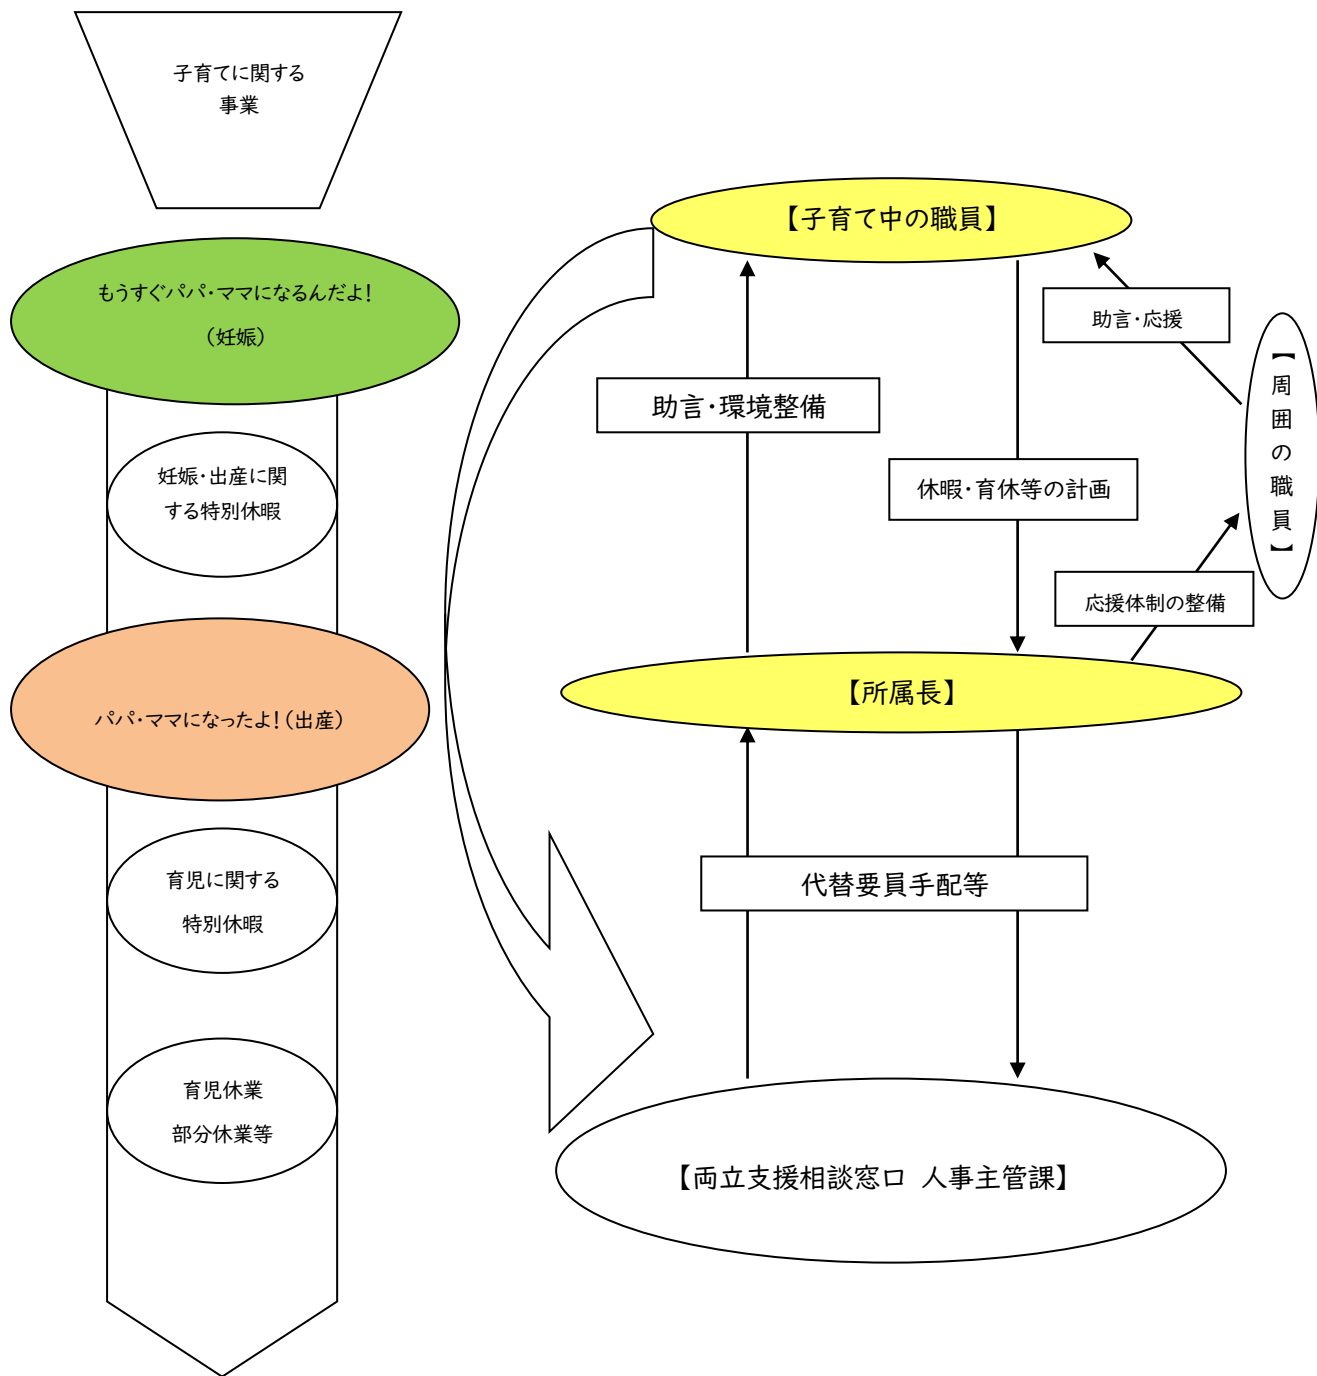 子育てに関する
事業
もうすぐパパ・ママになるんだよ!
(妊娠)
妊娠・出産に関
する特別休暇
パパ・ママになったよ!(出産)
育児に関する
特別休暇
育児休業
部分休業等
【子育て中の職員】
助言・応援
助言・環境整備
【周囲の職員】
休暇・育休等の計画
応援体制の整備
【所属長】
代替要員手配等
【両立支援相談窓口 人事主管課】